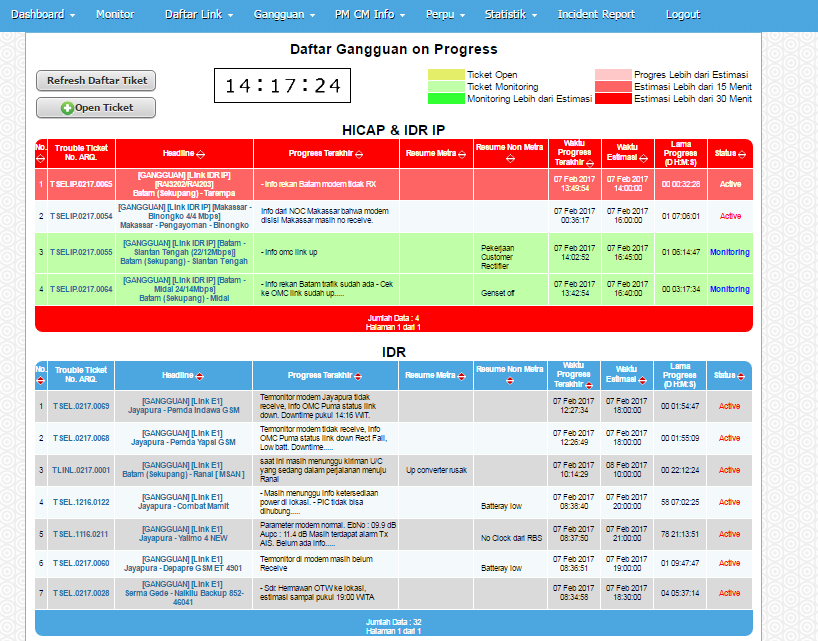 Dashboard Monitor Daftar Link Gangguan PM CM Info Perpu Statistik Incident Report Logout
Daftar Gangguan on Progress
Refresh Daftar Tiket
Open Ticket
14:17:24
Ticket Open
Ticket Monitoring
Monitoring Lebih dari Estimasi
Progres Lebih dari Estimasi
Estimasi Lebih dari 15 Menit
Estimasi Lebih dari 30 Menit
HICAP & IDR IP
No. Trouble Ticket No. ARQ. Headline Progress Terakhir Resume Metra Resume Non Metra Waktu Progress Terakhir Waktu Estimasi Lama Progress (D H:M:S) Status
1 TSELIP.0217.0065 [GANGGUAN] [Link IDR IP] [RAI3202/RAI203] Batam (Sekupang) - Tarempa - Info rekan Batam modem tidak RX 07 Feb 2017 13:49:54 07 Feb 2017 14:00:00 00 00:32:28 Active
2 TSELIP.0217.0054 [GANGGUAN] [Link IDR IP] [Makassar - Binongko 4/4 Mbps] Makassar - Pengayoman - Binongko Info dari NOC Makassar bahwa modem disisi Makassar masih no receive. 07 Feb 2017 00:36:17 07 Feb 2017 16:00:00 01 07:06:01 Active
3 TSELIP.0217.0055 [GANGGUAN] [Link IDR IP] [Batam - Siantan Tengah (22/12Mbps)] Batam (Sekupang) - Siantan Tengah - Info omc link up Pekerjaan Customer Rectifier 07 Feb 2017 14:02:52 07 Feb 2017 16:45:00 01 06:14:47 Monitoring
4 TSELIP.0217.0064 [GANGGUAN] [Link IDR IP] [Batam - Midai 24/14Mbps] Batam (Sekupang) - Midai - Info rekan Batam trafik sudah ada - Cek ke OMC link sudah up..... Genset off 07 Feb 2017 13:42:54 07 Feb 2017 16:40:00 00 03:17:34 Monitoring
Jumlah Data : 4
Halaman 1 dari 1
IDR
No. Trouble Ticket No. ARQ. Headline Progress Terakhir Resume Metra Resume Non Metra Waktu Progress Terakhir Waktu Estimasi Lama Progress (D H:M:S) Status
1 TSEL.0217.0069 [GANGGUAN] [Link E1] Jayapura - Pemda Indawa GSM Termonitor modem Jayapura tidak receive, info OMC Puma status link down. Downtime pukul 14:16 WIT. 07 Feb 2017 12:27:34 07 Feb 2017 18:00:00 00 01:54:47 Active
2 TSEL.0217.0068 [GANGGUAN] [Link E1] Jayapura - Pemda Yapsi GSM Termonitor modem tidak receive, Info OMC Puma status link down Rect Fail, Low batt. Downtime..... 07 Feb 2017 12:26:49 07 Feb 2017 18:00:00 00 01:55:09 Active
3 TLINL.0217.0001 [GANGGUAN] [Link E1] Batam (Sekupang) - Ranai [ MSAN ] saat ini masih menunggu kiriman U/C yang sedang dalam perjalanan menuju Ranai Up converter rusak 07 Feb 2017 10:14:29 08 Feb 2017 10:00:00 00 22:12:24 Active
4 TSEL.1216.0122 [GANGGUAN] [Link E1] Jayapura - Combat Mamit - Masih menunggu info ketersediaan power di lokasi. - PIC tidak bisa dihubung..... Batteray low 07 Feb 2017 08:38:40 07 Feb 2017 20:00:00 58 07:02:25 Active
5 TSEL.1116.0211 [GANGGUAN] [Link E1] Jayapura - Yalimo 4 NEW Parameter modem normal. EbNo : 09.9 dB Aupc : 11.4 dB Masih terdapat alarm Tx AIS. Belum ada info..... No Clock dari RBS 07 Feb 2017 08:37:50 07 Feb 2017 21:00:00 78 21:13:51 Active
6 TSEL.0217.0060 [GANGGUAN] [Link E1] Jayapura - Depapre GSM ET 4901 Termonitor di modem masih belum Receive Batteray low 07 Feb 2017 08:36:51 07 Feb 2017 19:00:00 01 09:47:47 Active
7 TSEL.0217.0028 [GANGGUAN] [Link E1] Serma Gede - Naikliu Backup 852-46041 - Sdr. Hermawan OTW ke lokasi, estimasi sampai pukul 19:00 WITA 07 Feb 2017 08:34:58 07 Feb 2017 18:30:00 04 05:37:14 Active
Jumlah Data : 32
Halaman 1 dari 1